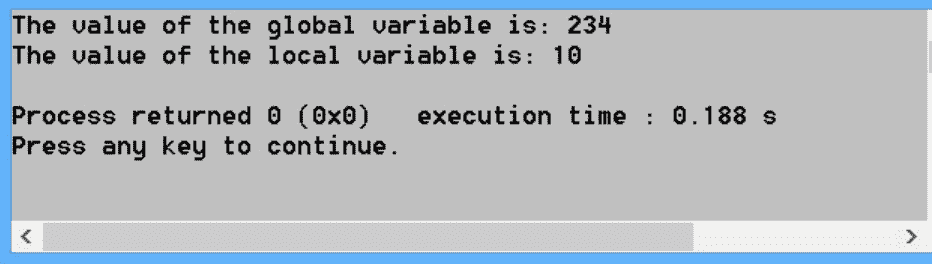 The value of the global variable is: 234
The value of the local variable is: 10
Process returned 0 (0x0)   execution time : 0.188 s
Press any key to continue.